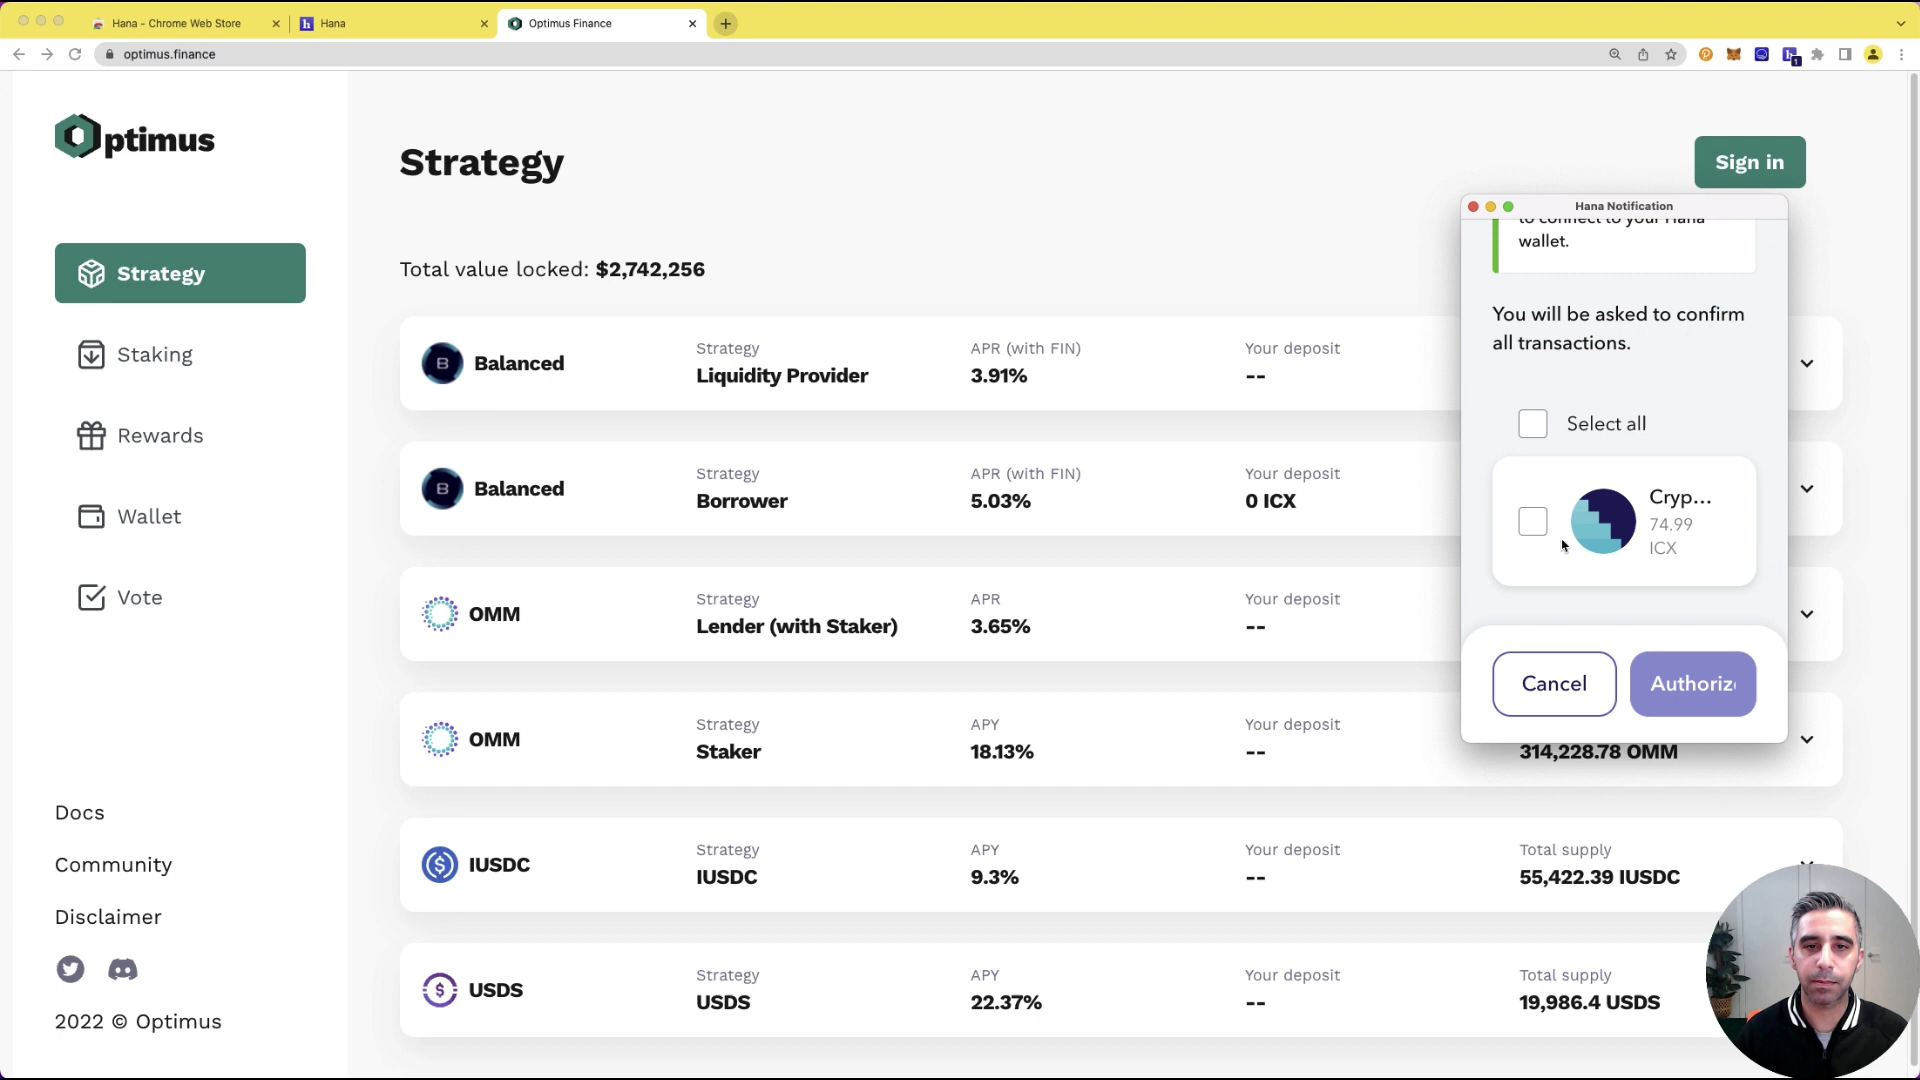 Hana - Chrome Web Store
Hana
Optimus Finance
optimus.finance
1
Optimus
Strategy
Staking
Rewards
Wallet
Vote
Docs
Community
Disclaimer
2022 © Optimus
Strategy
Sign in
Total value locked: $2,742,256
Balanced
Strategy
Liquidity Provider
APR (with FIN)
3.91%
Your deposit
--
Balanced
Strategy
Borrower
APR (with FIN)
5.03%
Your deposit
0 ICX
OMM
Strategy
Lender (with Staker)
APR
3.65%
Your deposit
--
OMM
Strategy
Staker
APY
18.13%
Your deposit
--
314,228.78 OMM
IUSDC
Strategy
IUSDC
APY
9.3%
Your deposit
--
Total supply
55,422.39 IUSDC
USDS
Strategy
USDS
APY
22.37%
Your deposit
--
Total supply
19,986.4 USDS
Hana Notification
to connect to your Hana
wallet.
You will be asked to confirm
all transactions.
Select all
Cryp...
74.99
ICX
Cancel
Authoriz